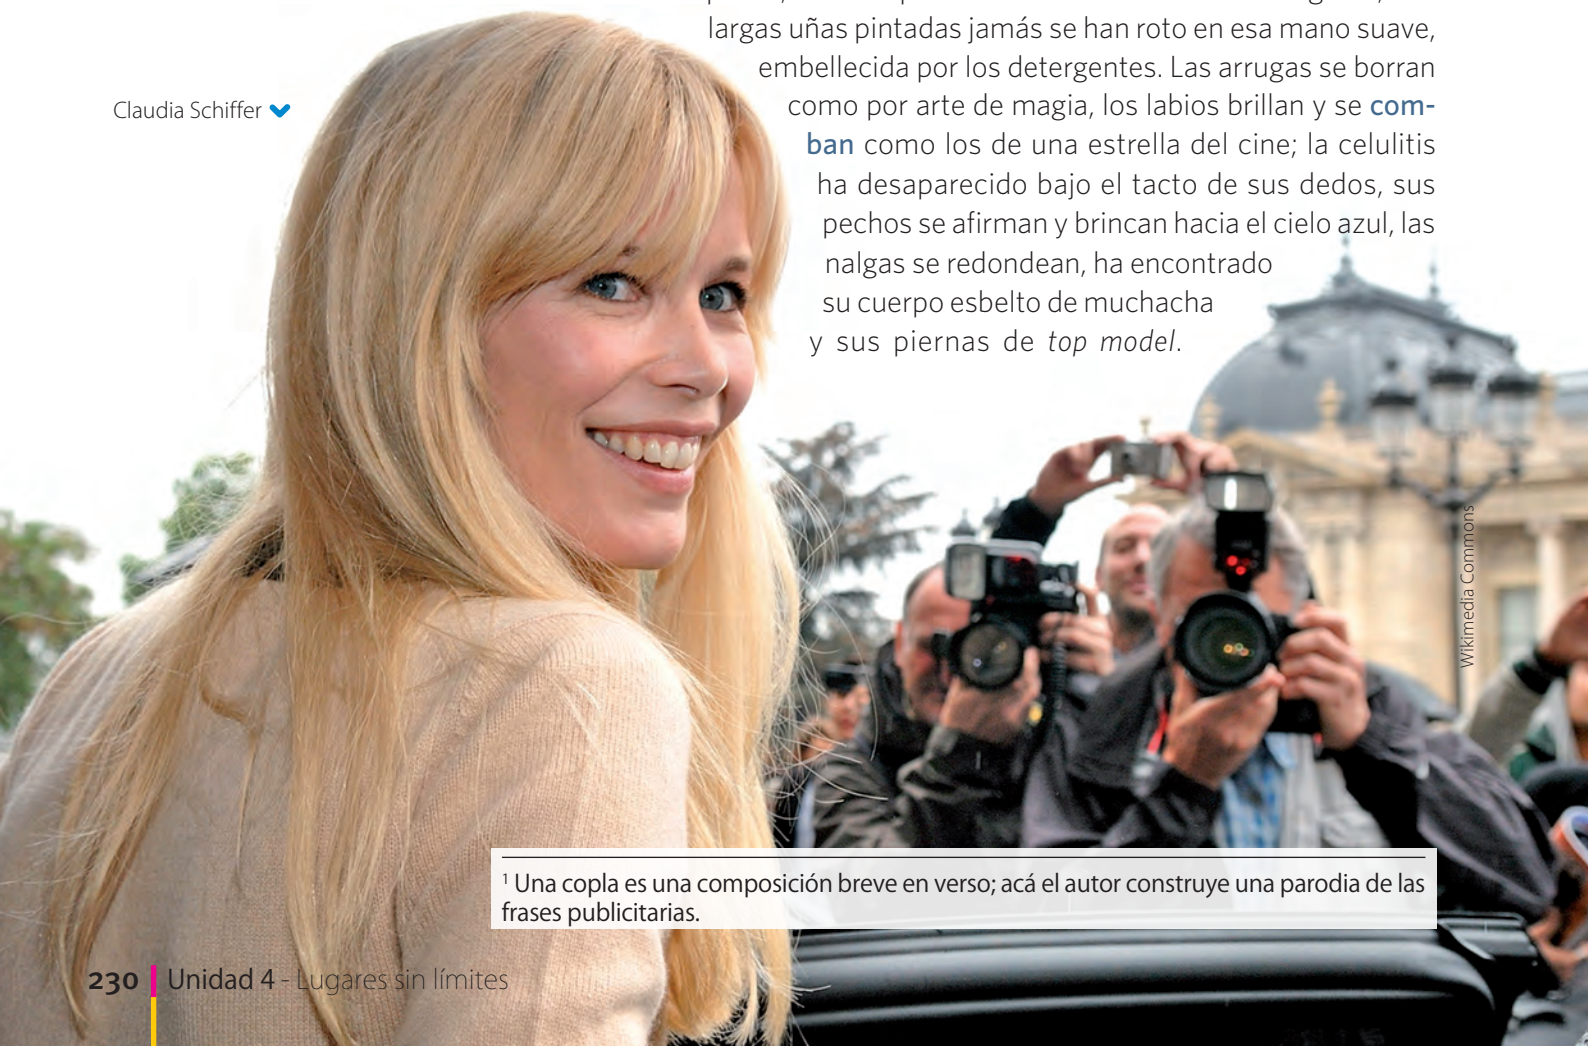 largas uñas pintadas jamás se han roto en esa mano suave,
embellecida por los detergentes. Las arrugas se borran
como por arte de magia, los labios brillan y se com-
ban como los de una estrella del cine; la celulitis
ha desaparecido bajo el tacto de sus dedos, sus
pechos se afirman y brincan hacia el cielo azul, las
nalgas se redondean, ha encontrado
su cuerpo esbelto de muchacha
y sus piernas de top model.
Claudia Schiffer
Wikimedia Commons
¹ Una copla es una composición breve en verso; acá el autor construye una parodia de las
frases publicitarias.
230 Unidad 4 - Lugares sin límites